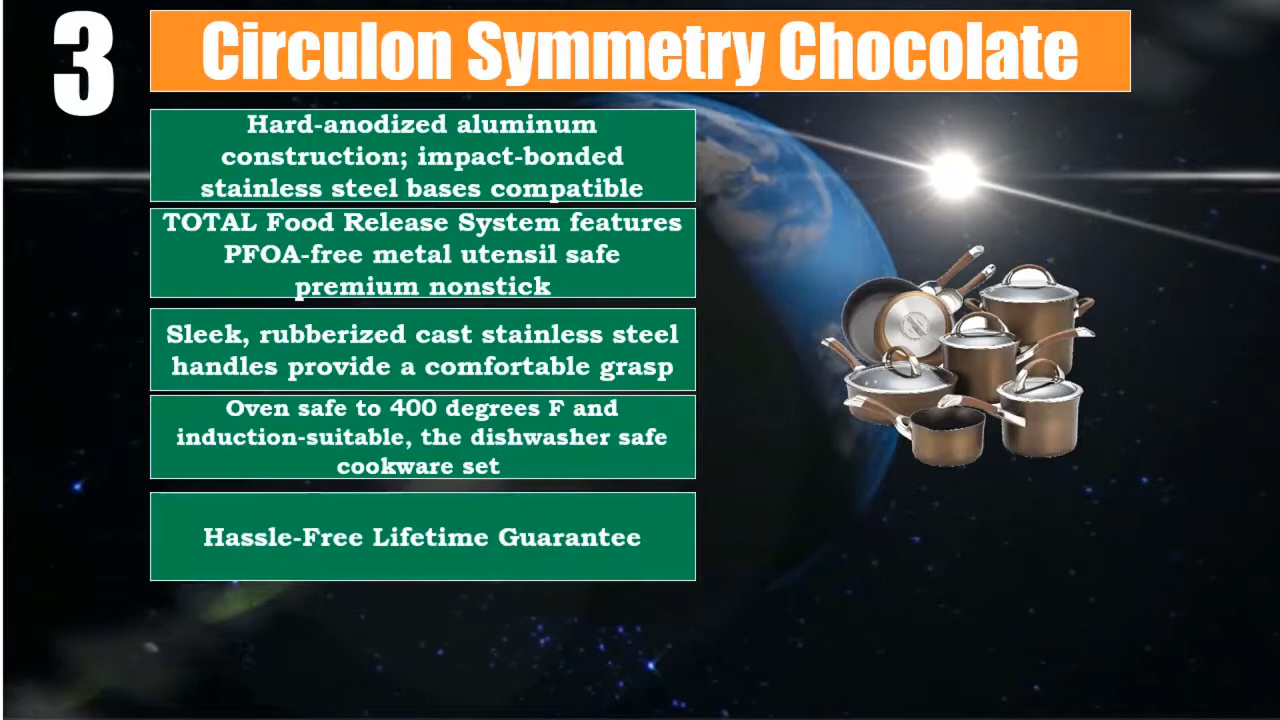 3
Circulon Symmetry Chocolate
Hard-anodized aluminum
construction; impact-bonded
stainless steel bases compatible
TOTAL Food Release System features
PFOA-free metal utensil safe
premium nonstick
Sleek, rubberized cast stainless steel
handles provide a comfortable grasp
Oven safe to 400 degrees F and
induction-suitable, the dishwasher safe
cookware set
Hassle-Free Lifetime Guarantee